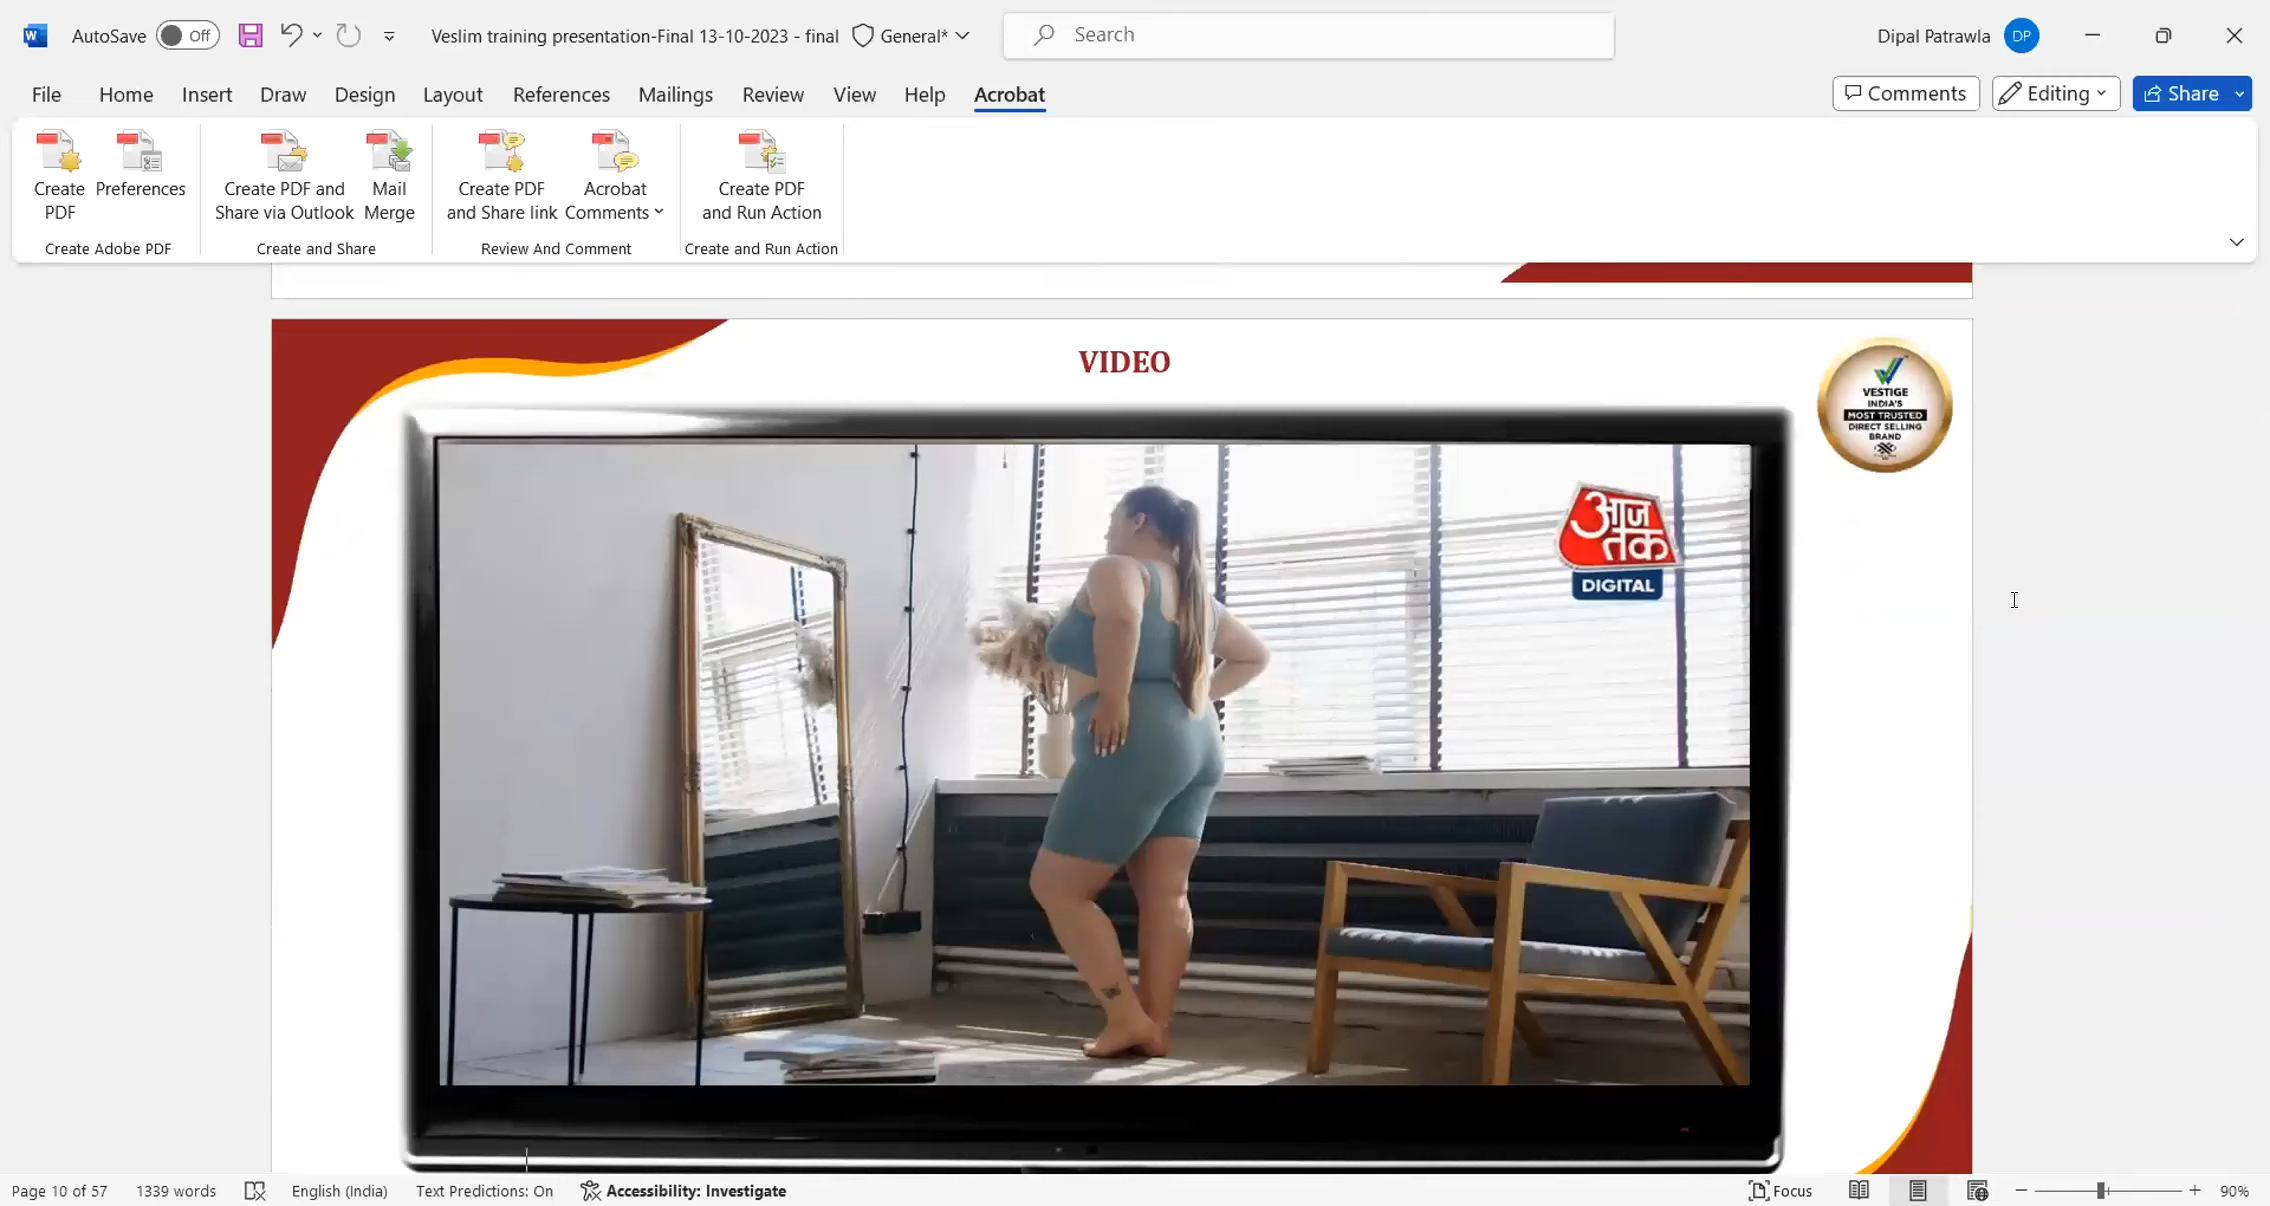 AutoSave Off Veslim training presentation-Final 13-10-2023 - final General* Search Dipal Patrawla DP
File Home Insert Draw Design Layout References Mailings Review View Help Acrobat Comments Editing Share
Create PDF
Preferences
Create PDF and Share via Outlook
Mail Merge
Create PDF and Share link
Acrobat Comments
Create PDF and Run Action
Create Adobe PDF Create and Share Review And Comment Create and Run Action
VIDEO
VESTIGE
INDIA'S
MOST TRUSTED
DIRECT SELLING
BRAND
आज
तक
DIGITAL
Page 10 of 57 1339 words English (India) Text Predictions: On Accessibility: Investigate Focus 90%